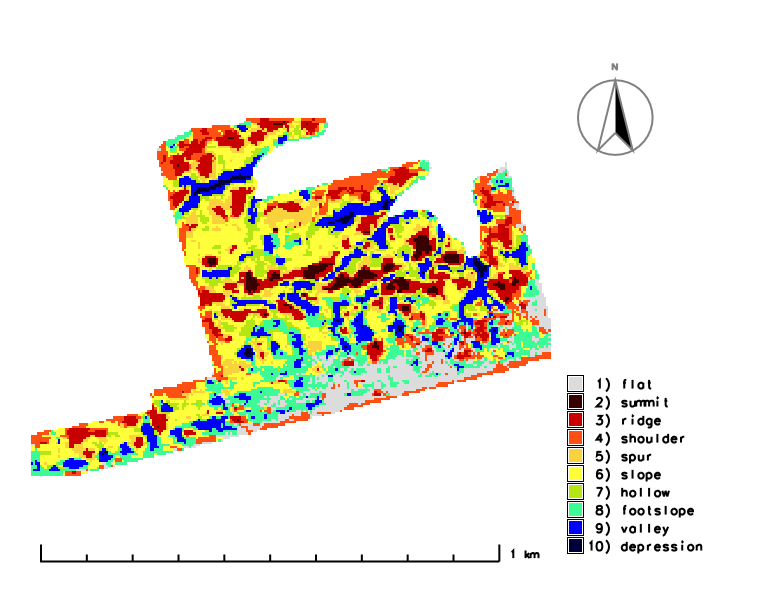 N
1) flat
2) summit
3) ridge
4) shoulder
5) spur
6) slope
7) hollow
8) footslope
9) valley
10) depression
1 km